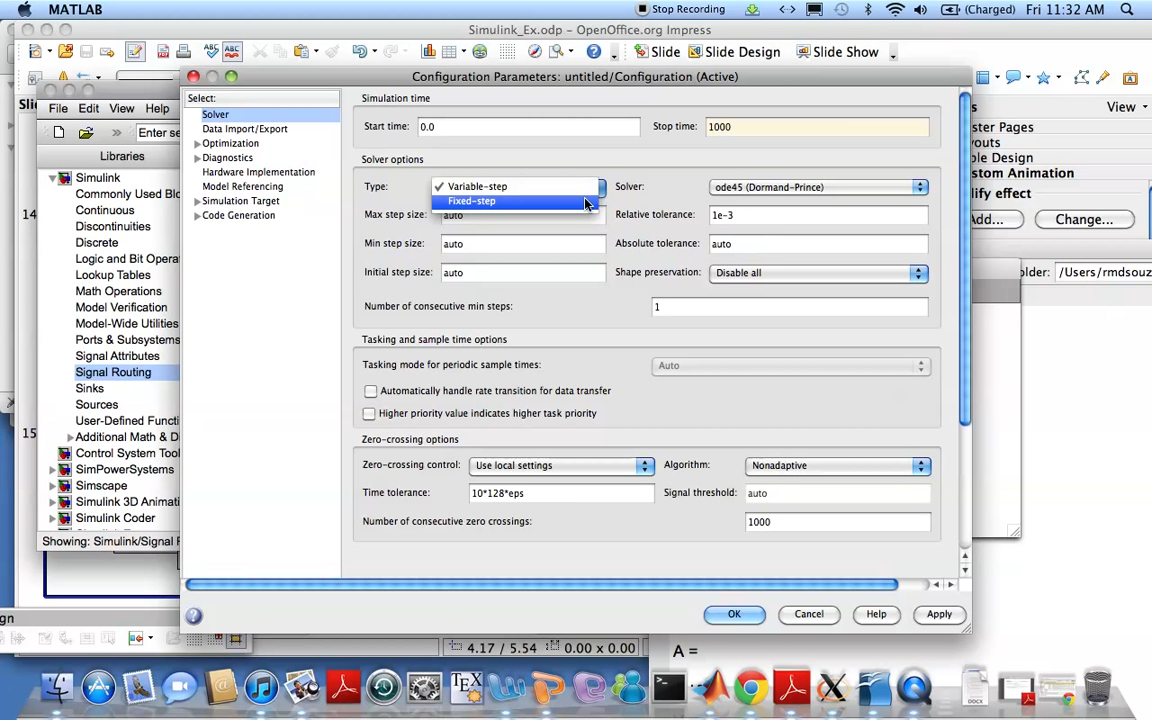 MATLAB
Stop Recording
(Charged)
Fri 11:32 AM
Simulink_Ex.odp - OpenOffice.org Impress
Slide
Slide Design
Slide Show
Configuration Parameters: untitled/Configuration (Active)
File Edit View Help
Enter se
Libraries
Simulink
Commonly Used Blo
Continuous
Discontinuities
Discrete
Logic and Bit Opera
Lookup Tables
Math Operations
Model Verification
Model-Wide Utilities
Ports & Subsystems
Signal Attributes
Signal Routing
Sinks
Sources
User-Defined Functi
Additional Math & D
Control System Tool
SimPowerSystems
Simscape
Simulink 3D Animati
Simulink Coder
Showing: Simulink/Signal R
14
15
Select:
Solver
Data Import/Export
Optimization
Diagnostics
Hardware Implementation
Model Referencing
Simulation Target
Code Generation
Simulation time
Start time: 0.0
Stop time: 1000
Solver options
Type: Variable-step
Fixed-step
Solver: ode45 (Dormand-Prince)
Max step size: auto
Relative tolerance: 1e-3
Min step size: auto
Absolute tolerance: auto
Initial step size: auto
Shape preservation: Disable all
Number of consecutive min steps: 1
Tasking and sample time options
Tasking mode for periodic sample times: Auto
Automatically handle rate transition for data transfer
Higher priority value indicates higher task priority
Zero-crossing options
Zero-crossing control: Use local settings
Algorithm: Nonadaptive
Time tolerance: 10*128*eps
Signal threshold: auto
Number of consecutive zero crossings: 1000
OK Cancel Help Apply
View
ster Pages
youts
ble Design
stom Animation
lify effect
dd... Change...
older: /Users/rmdsouz
gn
4.17 / 5.54
0.00 x 0.00
A =
TEX
DOCX